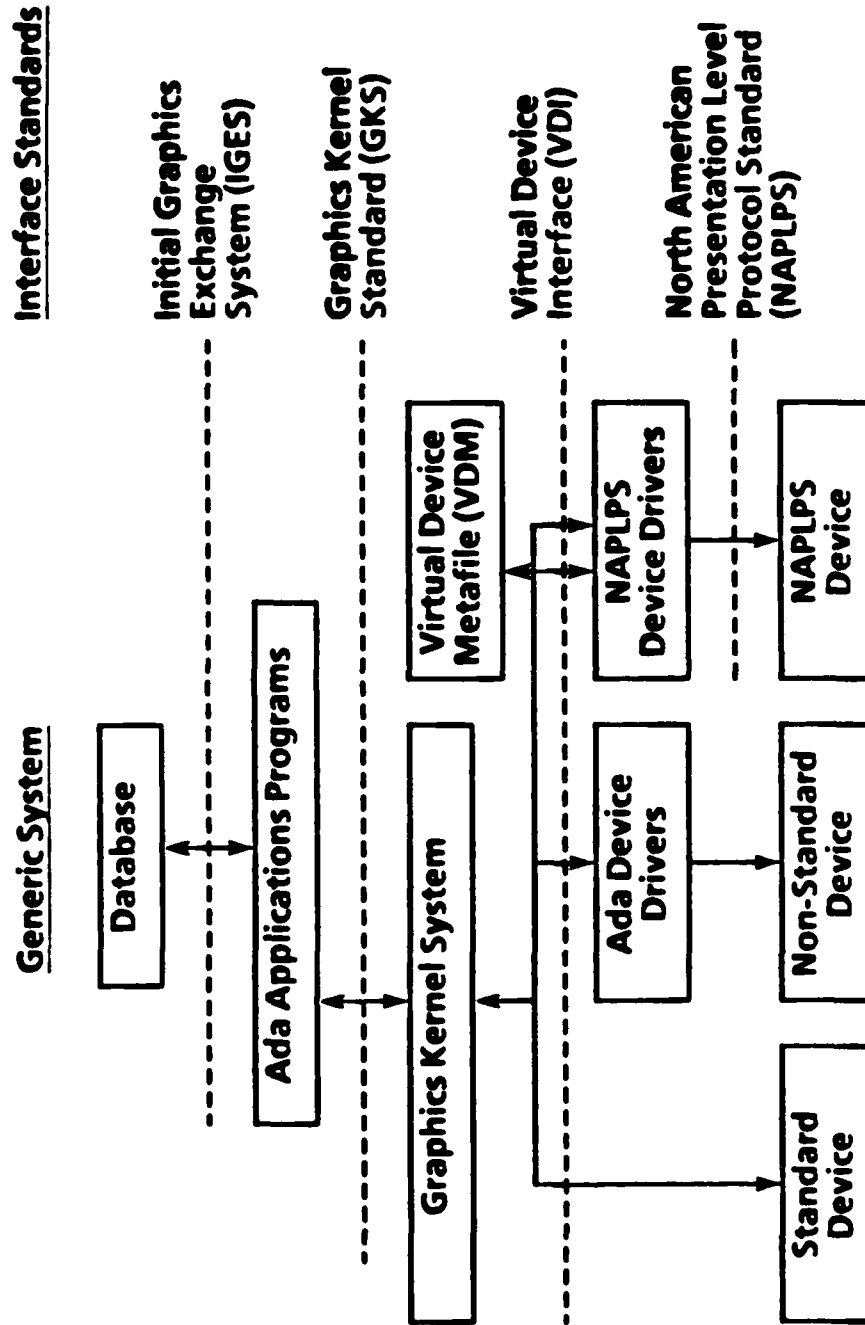 Generic System
Interface Standards
Database
Initial Graphics
Exchange
System (IGES)
Ada Applications Programs
Graphics Kernel
Standard (GKS)
Graphics Kernel System
Virtual Device
Metafile (VDM)
Virtual Device
Interface (VDI)
Ada Device
Drivers
NAPLPS
Device Drivers
North American
Presentation Level
Protocol Standard
(NAPLPS)
Standard
Device
Non-Standard
Device
NAPLPS
Device